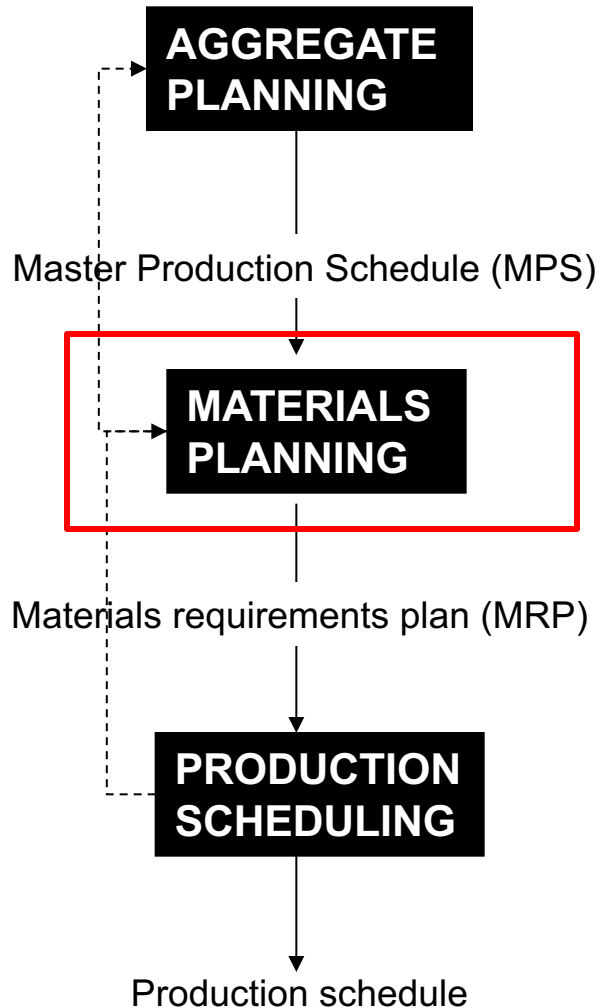 AGGREGATE
PLANNING
Master Production Schedule (MPS)
MATERIALS
PLANNING
Materials requirements plan (MRP)
PRODUCTION
SCHEDULING
Production schedule